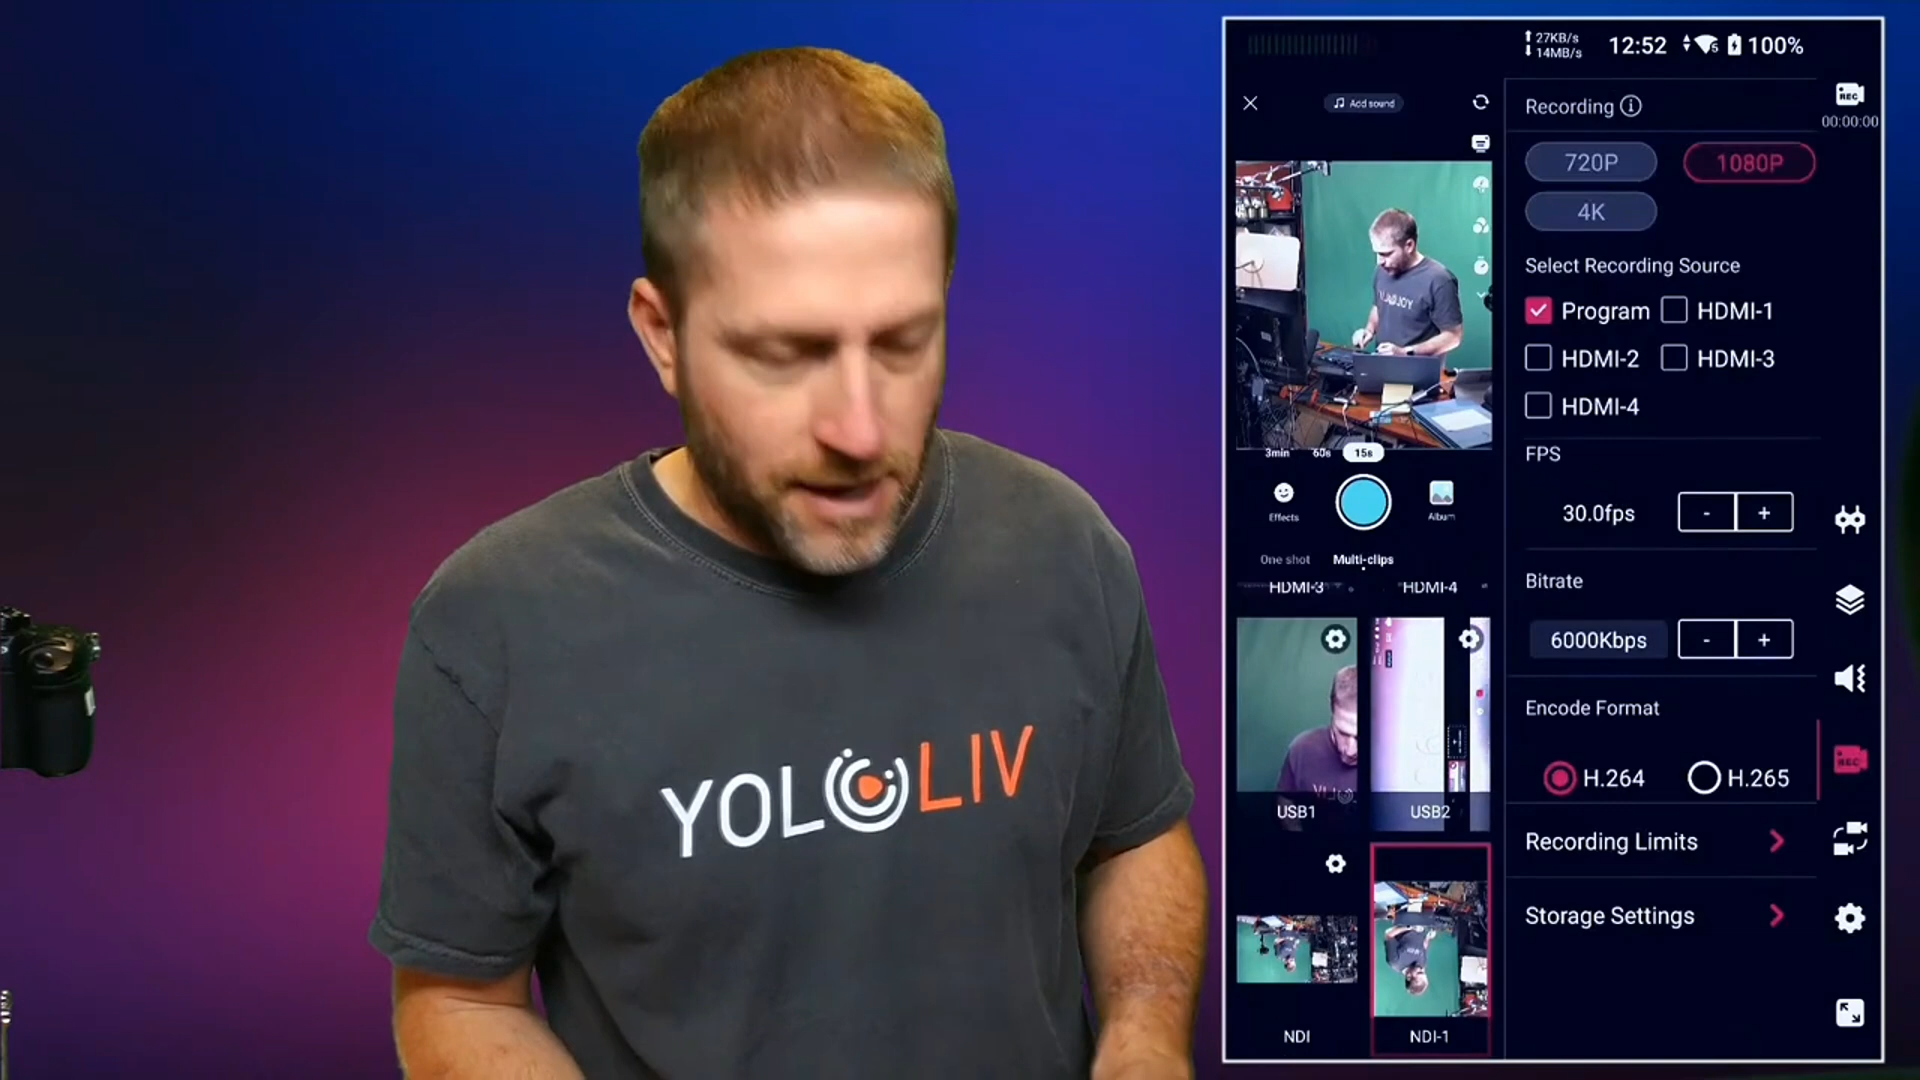 27KB/s
14MB/s
12:52
5
100%
Add sound
Recording
REC
00:00:00
720P
1080P
4K
Select Recording Source
Program
HDMI-1
HDMI-2
HDMI-3
HDMI-4
3min
60s
15s
FPS
30.0fps
-
+
Effects
Album
One shot
Multi-clips
HDMI-3
HDMI-4
Bitrate
6000Kbps
-
+
Encode Format
H.264
H.265
REC
USB1
USB2
Recording Limits
Storage Settings
NDI
NDI-1
YOLOLIV